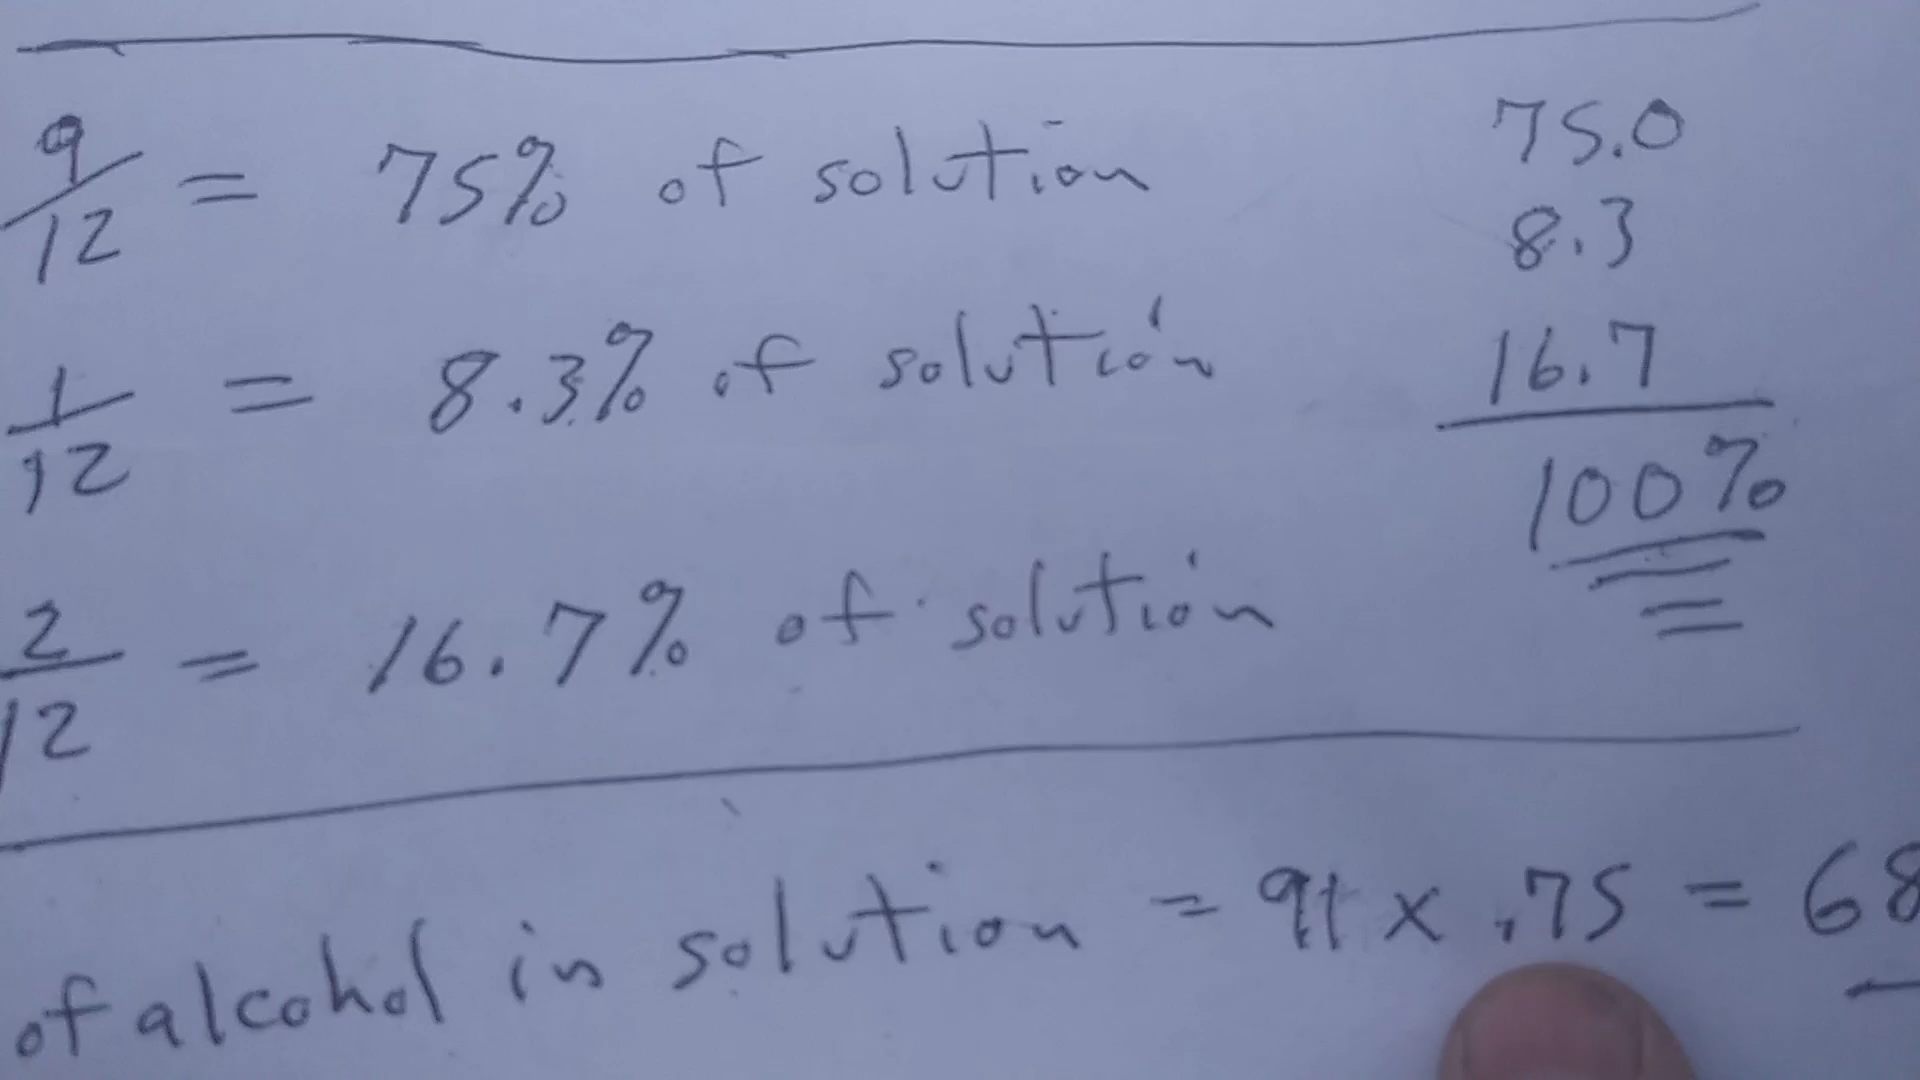 9/12 = 75% of solution
75.0
8.3
1/12 = 8.3% of solution
16.7
100%
2/12 = 16.7% of solution
of alcohol in solution = 91 x .75 = 68